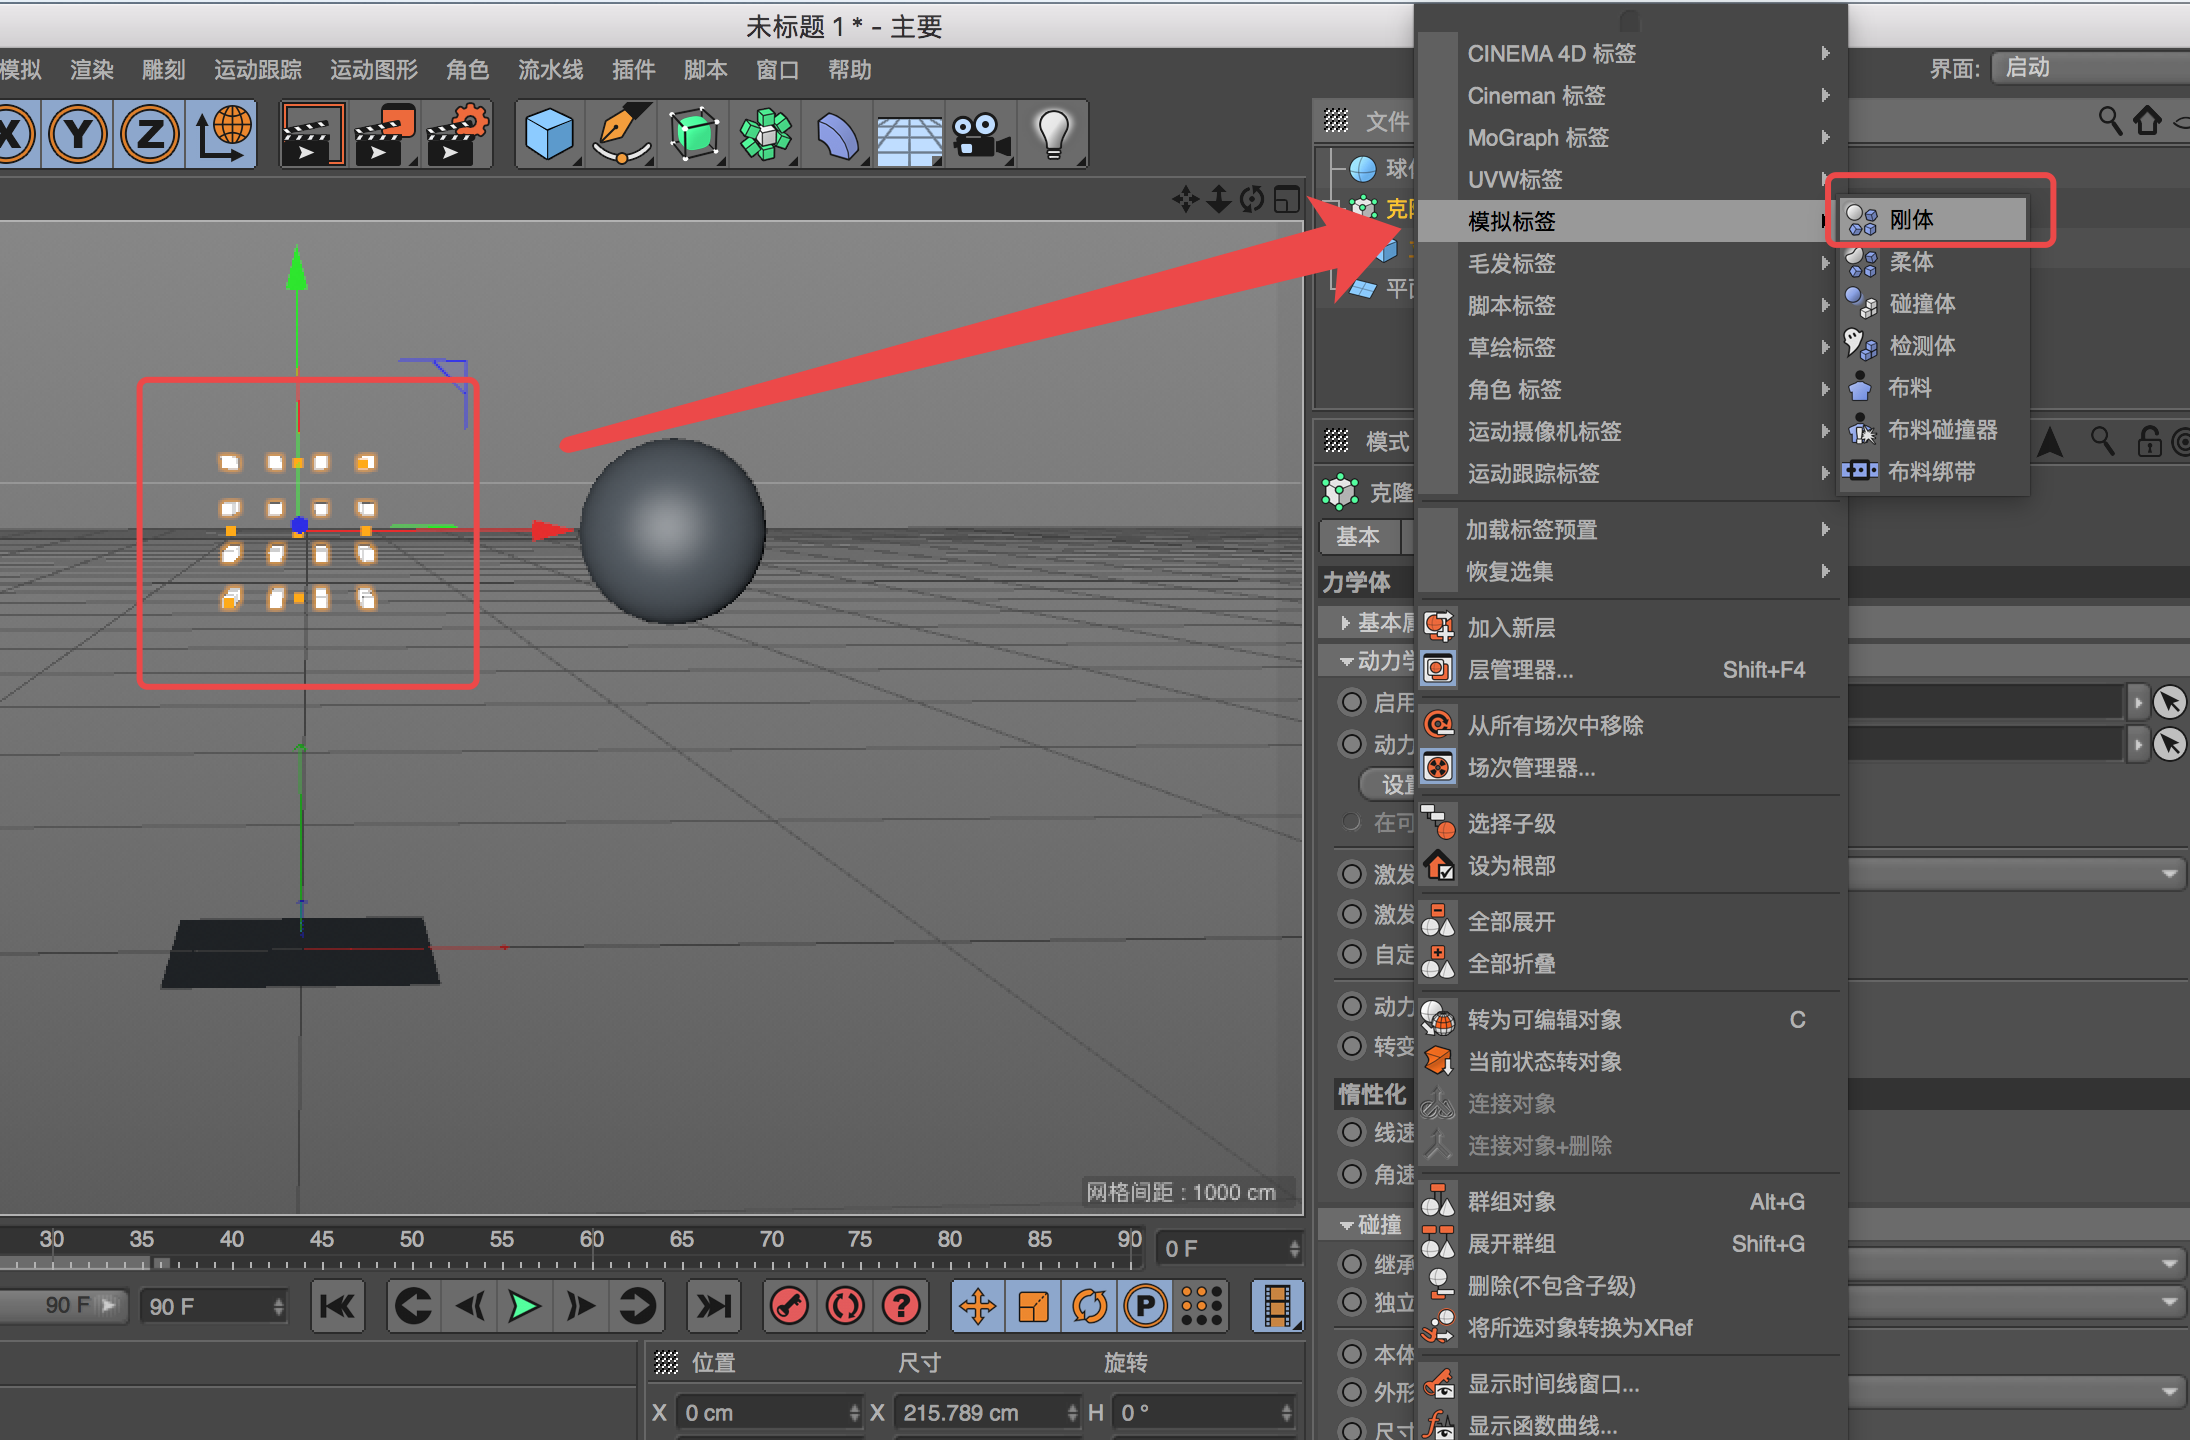 未标题 1 * - 主要
模拟 渲染 雕刻 运动跟踪 运动图形 角色 流水线 插件 脚本 窗口 帮助
界面: 启动
X Y Z
文件
球
克
平
CINEMA 4D 标签
Cineman 标签
MoGraph 标签
UVW标签
模拟标签
毛发标签
脚本标签
草绘标签
角色 标签
运动摄像机标签
运动跟踪标签
加载标签预置
恢复选集
加入新层
层管理器... Shift+F4
从所有场次中移除
场次管理器...
选择子级
设为根部
全部展开
全部折叠
转为可编辑对象 C
当前状态转对象
连接对象
连接对象+删除
群组对象 Alt+G
展开群组 Shift+G
删除(不包含子级)
将所选对象转换为XRef
显示时间线窗口...
显示函数曲线...
刚体
柔体
碰撞体
检测体
布料
布料碰撞器
布料绑带
模式
克隆
基本
力学体
基本
动力
启用
动力
设置
在可
激发
激发
自定
动力
转变
惰性化
线速
角速
碰撞
继承
独立
本体
外形
尺寸
网格间距 : 1000 cm
30 35 40 45 50 55 60 65 70 75 80 85 90 0 F
90 F 90 F
? P
位置 尺寸 旋转
X 0 cm X 215.789 cm H 0 °